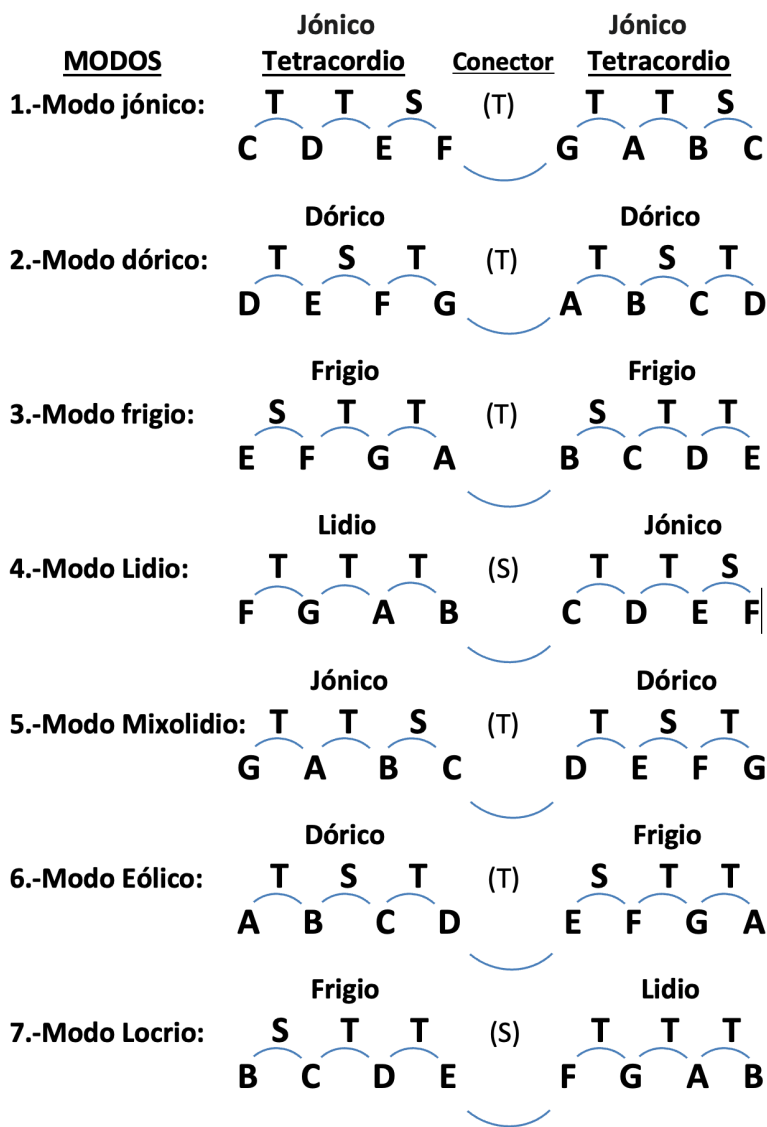 Jónico Jónico
MODOS Tetracordio Conector Tetracordio
1.-Modo jónico: T T S (T) T T S
C D E F G A B C
Dórico Dórico
2.-Modo dórico: T S T (T) T S T
D E F G A B C D
Frigio Frigio
3.-Modo frigio: S T T (T) S T T
E F G A B C D E
Lidio Jónico
4.-Modo Lidio: T T T (S) T T S
F G A B C D E F
Jónico Dórico
5.-Modo Mixolidio: T T S (T) T S T
G A B C D E F G
Dórico Frigio
6.-Modo Eólico: T S T (T) S T T
A B C D E F G A
Frigio Lidio
7.-Modo Locrio: S T T (S) T T T
B C D E F G A B